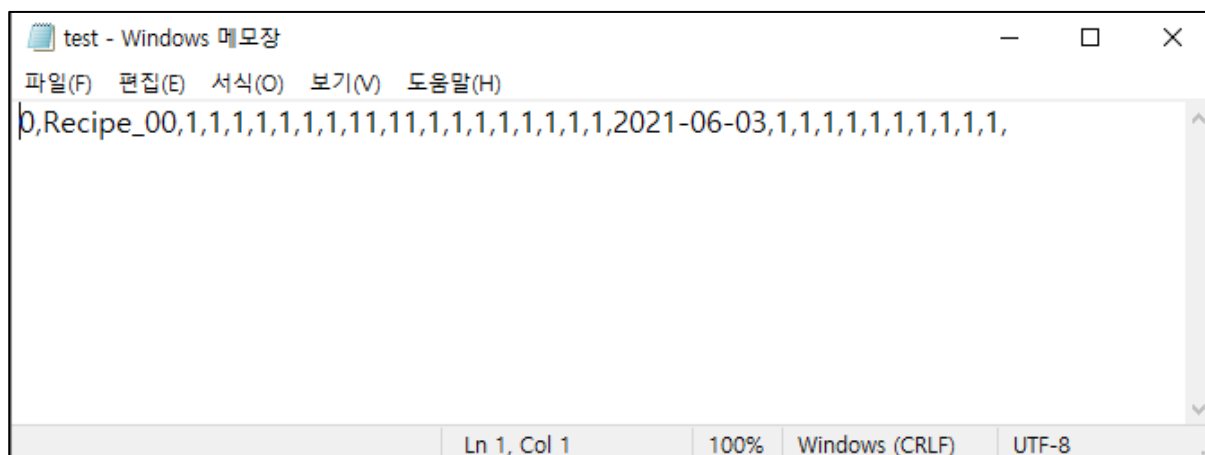 test - Windows 메모장
파일(F) 편집(E) 서식(O) 보기(V) 도움말(H)
0,Recipe_00,1,1,1,1,1,1,1,11,11,1,1,1,1,1,1,1,1,2021-06-03,1,1,1,1,1,1,1,1,1,1,
Ln 1, Col 1 100% Windows (CRLF) UTF-8